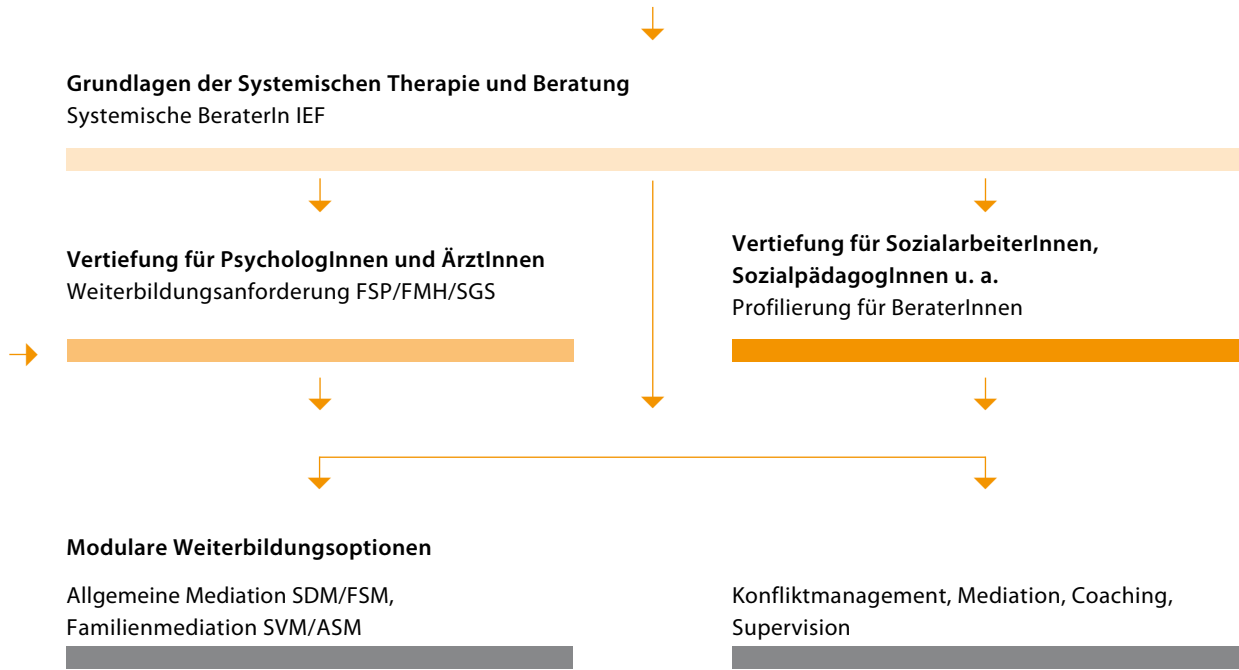 Grundlagen der Systemischen Therapie und Beratung
Systemische BeraterIn IEF
Vertiefung für PsychologInnen und ÄrztInnen
Weiterbildungsanforderung FSP/FMH/SGS
Vertiefung für SozialarbeiterInnen,
SozialpädagogInnen u. a.
Profilierung für BeraterInnen
Modulare Weiterbildungsoptionen
Allgemeine Mediation SDM/FSM,
Familienmediation SVM/ASM
Konfliktmanagement, Mediation, Coaching,
Supervision